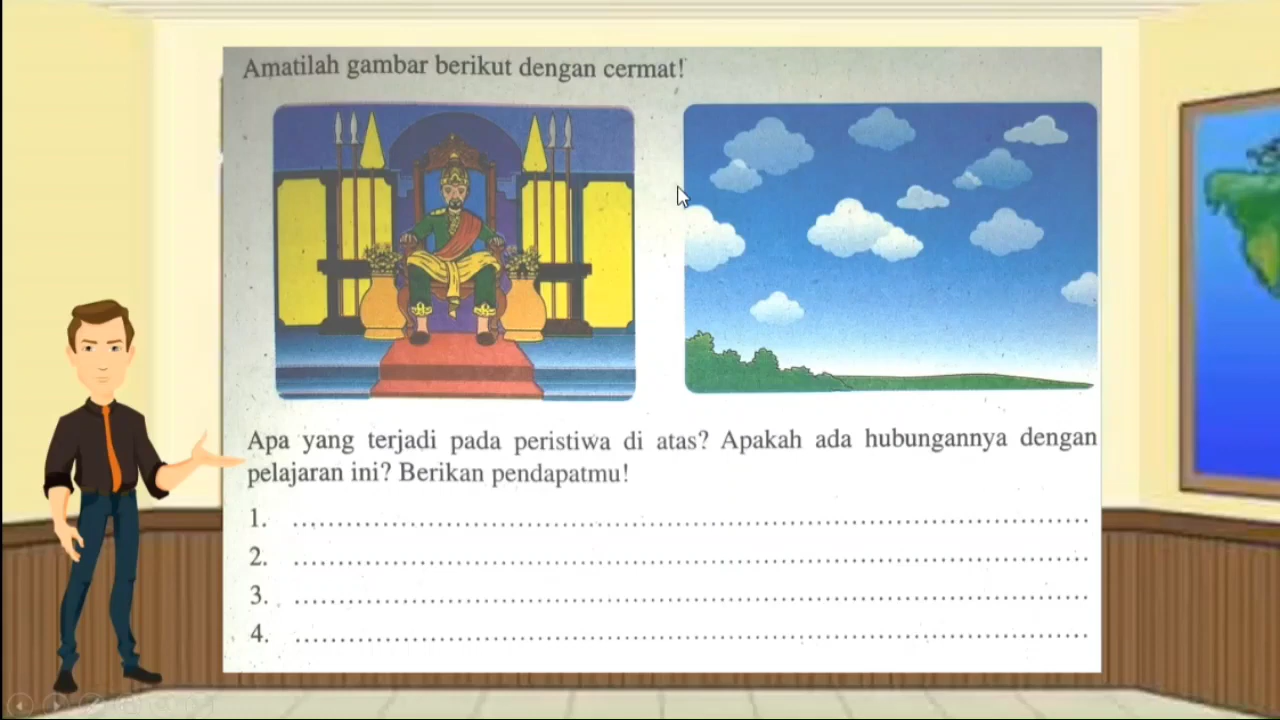 Amatilah gambar berikut dengan cermat!
Apa yang terjadi pada peristiwa di atas? Apakah ada hubungannya dengan
pelajaran ini? Berikan pendapatmu!
1. ........................................................................
2. ........................................................................
3. ........................................................................
4. ........................................................................